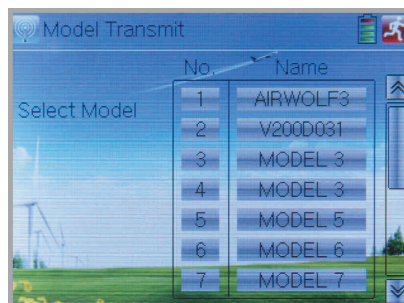 Model Transmit
No. Name
Select Model
1 AIRWOLF3
2 V200D031
3 MODEL 3
4 MODEL 3
5 MODEL 5
6 MODEL 6
7 MODEL 7